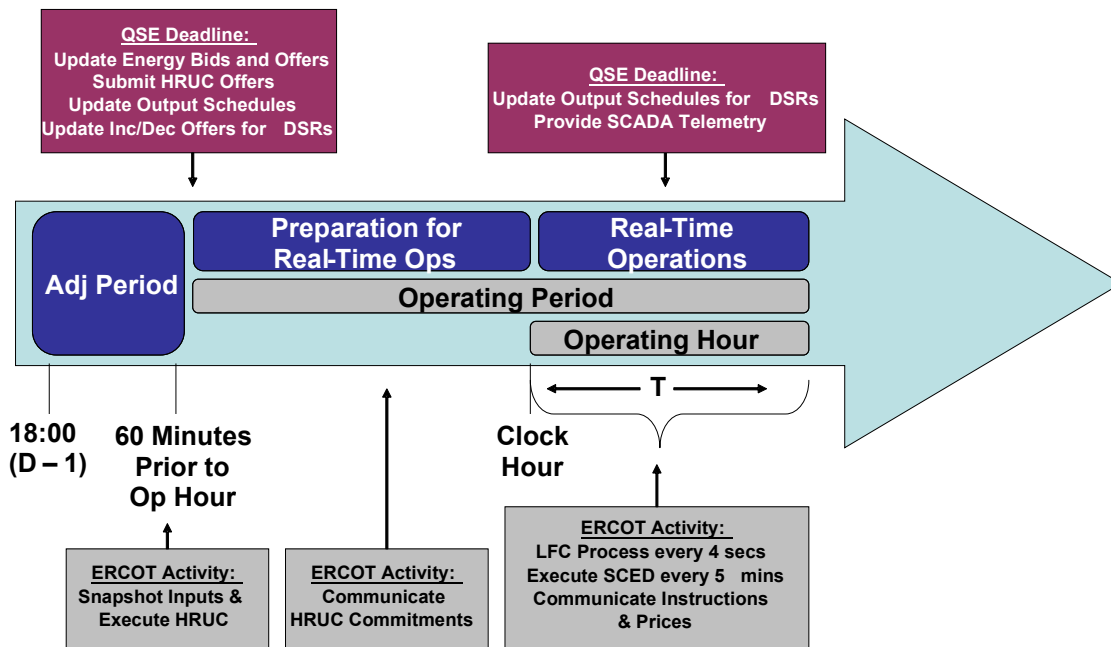 QSE Deadline:
Update Energy Bids and Offers
Submit HRUC Offers
Update Output Schedules
Update Inc/Dec Offers for DSRs
QSE Deadline:
Update Output Schedules for DSRs
Provide SCADA Telemetry
Adj Period
Preparation for
Real-Time Ops
Real-Time
Operations
Operating Period
Operating Hour
T
18:00
(D – 1)
60 Minutes
Prior to
Op Hour
Clock
Hour
ERCOT Activity:
Snapshot Inputs &
Execute HRUC
ERCOT Activity:
Communicate
HRUC Commitments
ERCOT Activity:
LFC Process every 4 secs
Execute SCED every 5 mins
Communicate Instructions
& Prices